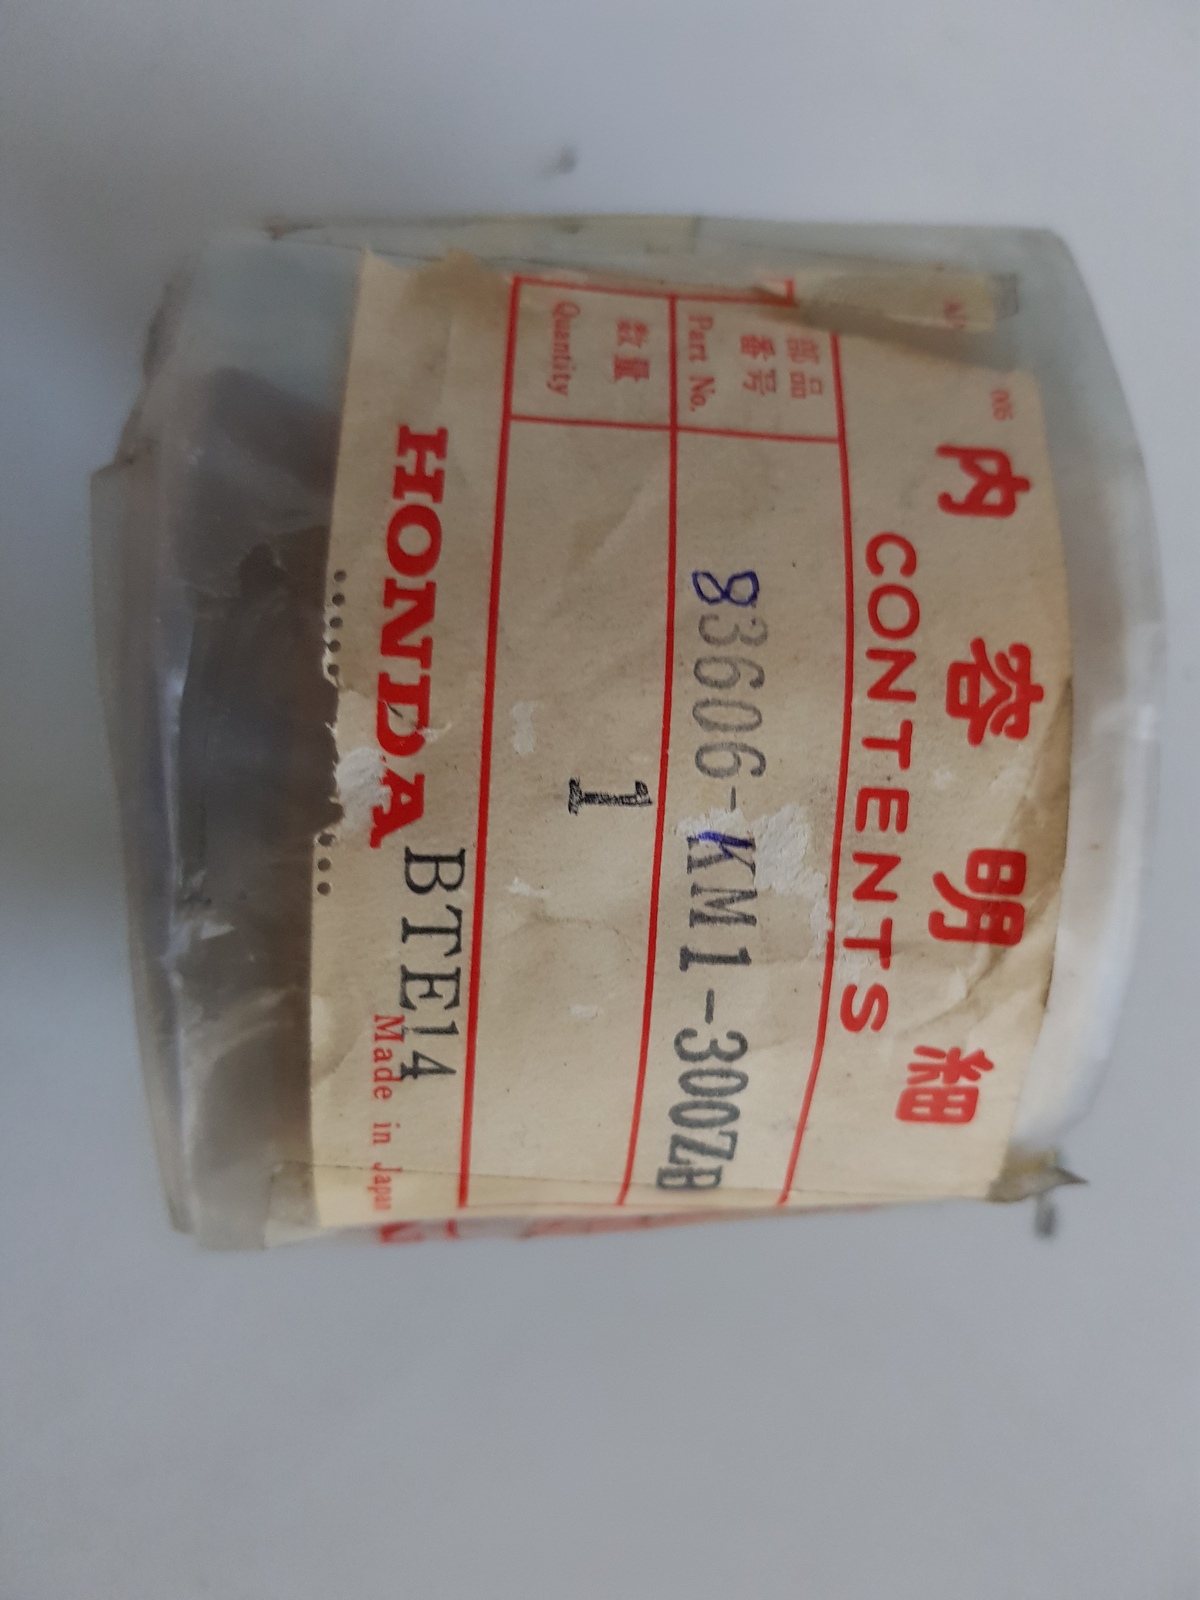 内容明細
CONTENTS
部品
番号
Part No.
83606-KM1-300ZB
数量
Quantity
1
HONDA
BTE14
Made in Japan